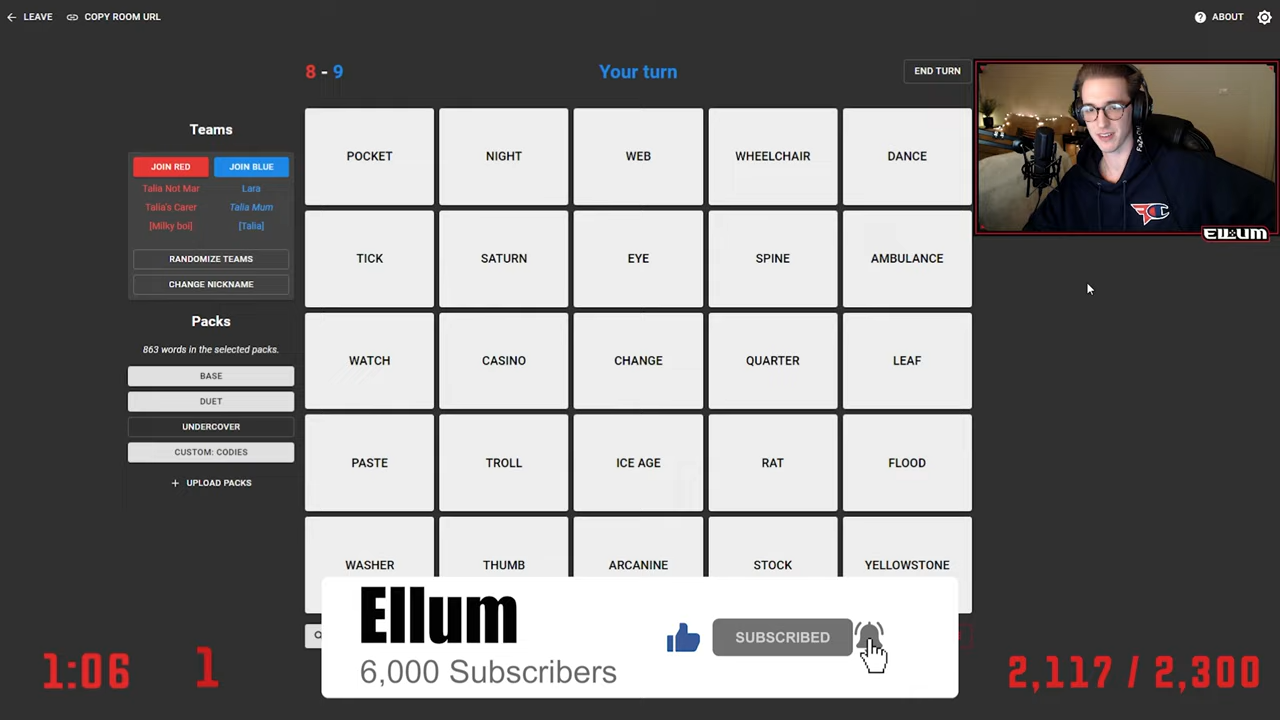 LEAVE
COPY ROOM URL
ABOUT
8 - 9
Your turn
END TURN
Teams
JOIN RED
JOIN BLUE
Talia Not Mar
Lara
Talia's Carer
Talia Mum
[Milky boi]
[Talia]
RANDOMIZE TEAMS
CHANGE NICKNAME
Packs
863 words in the selected packs.
BASE
DUET
UNDERCOVER
CUSTOM: CODIES
+ UPLOAD PACKS
POCKET
NIGHT
WEB
WHEELCHAIR
DANCE
TICK
SATURN
EYE
SPINE
AMBULANCE
WATCH
CASINO
CHANGE
QUARTER
LEAF
PASTE
TROLL
ICE AGE
RAT
FLOOD
WASHER
THUMB
ARCANINE
STOCK
YELLOWSTONE
ELLUM
Ellum
6,000 Subscribers
SUBSCRIBED
1:06
1
2,117 / 2,300